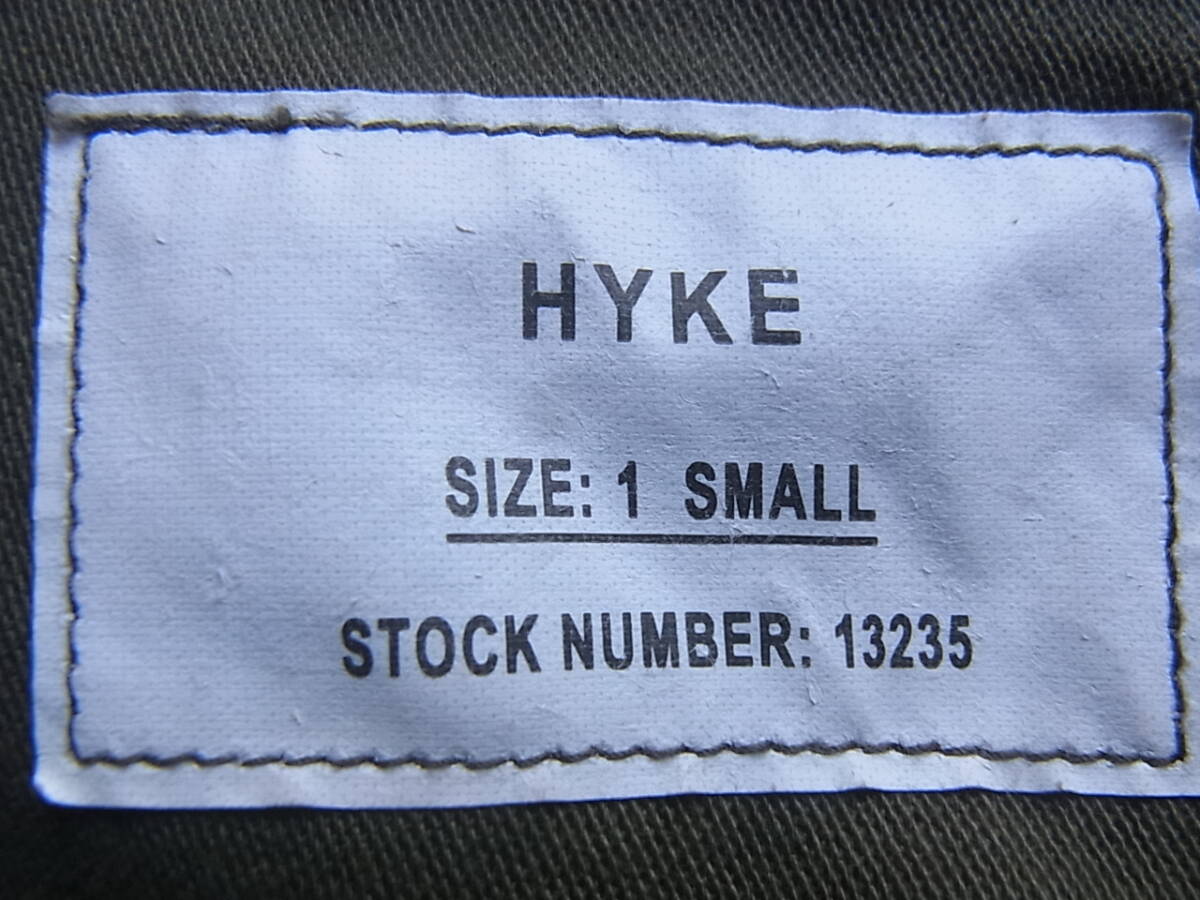 HYKE
SIZE: 1 SMALL
STOCK NUMBER: 13235